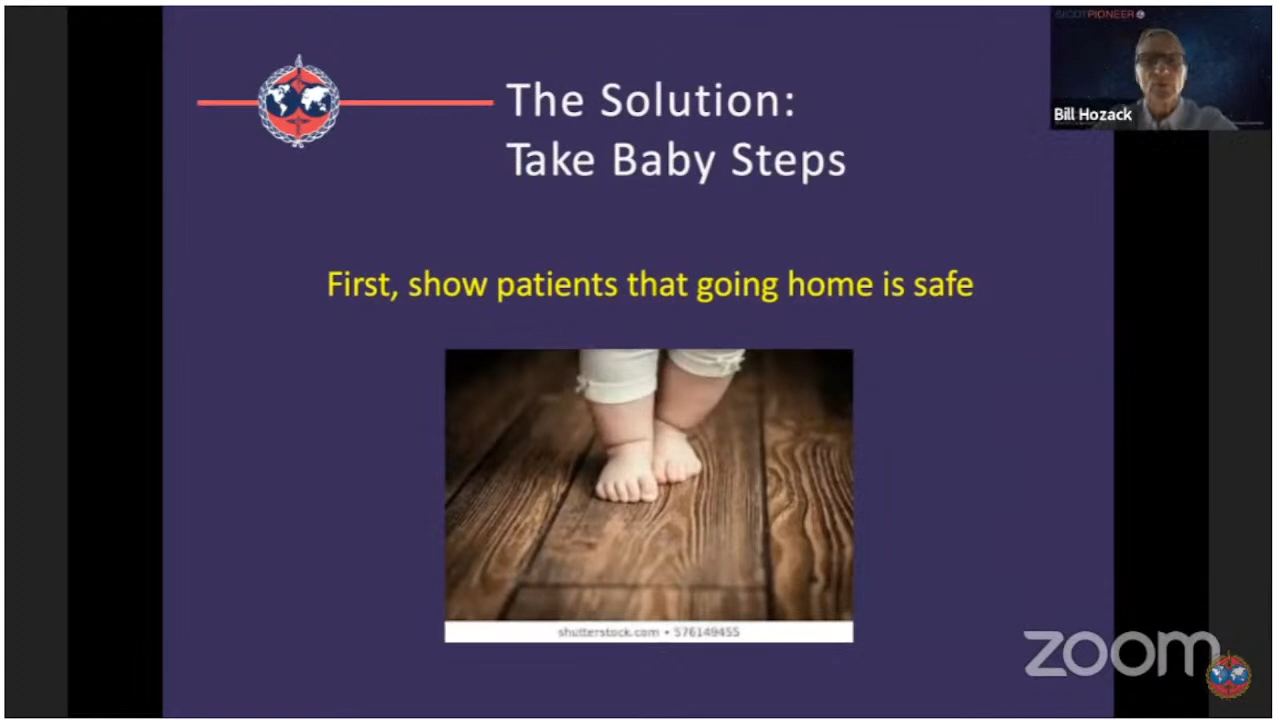 SICOTPIONEER
Bill Hozack
The Solution:
Take Baby Steps
First, show patients that going home is safe
shutterstock.com • 576149455
zoom